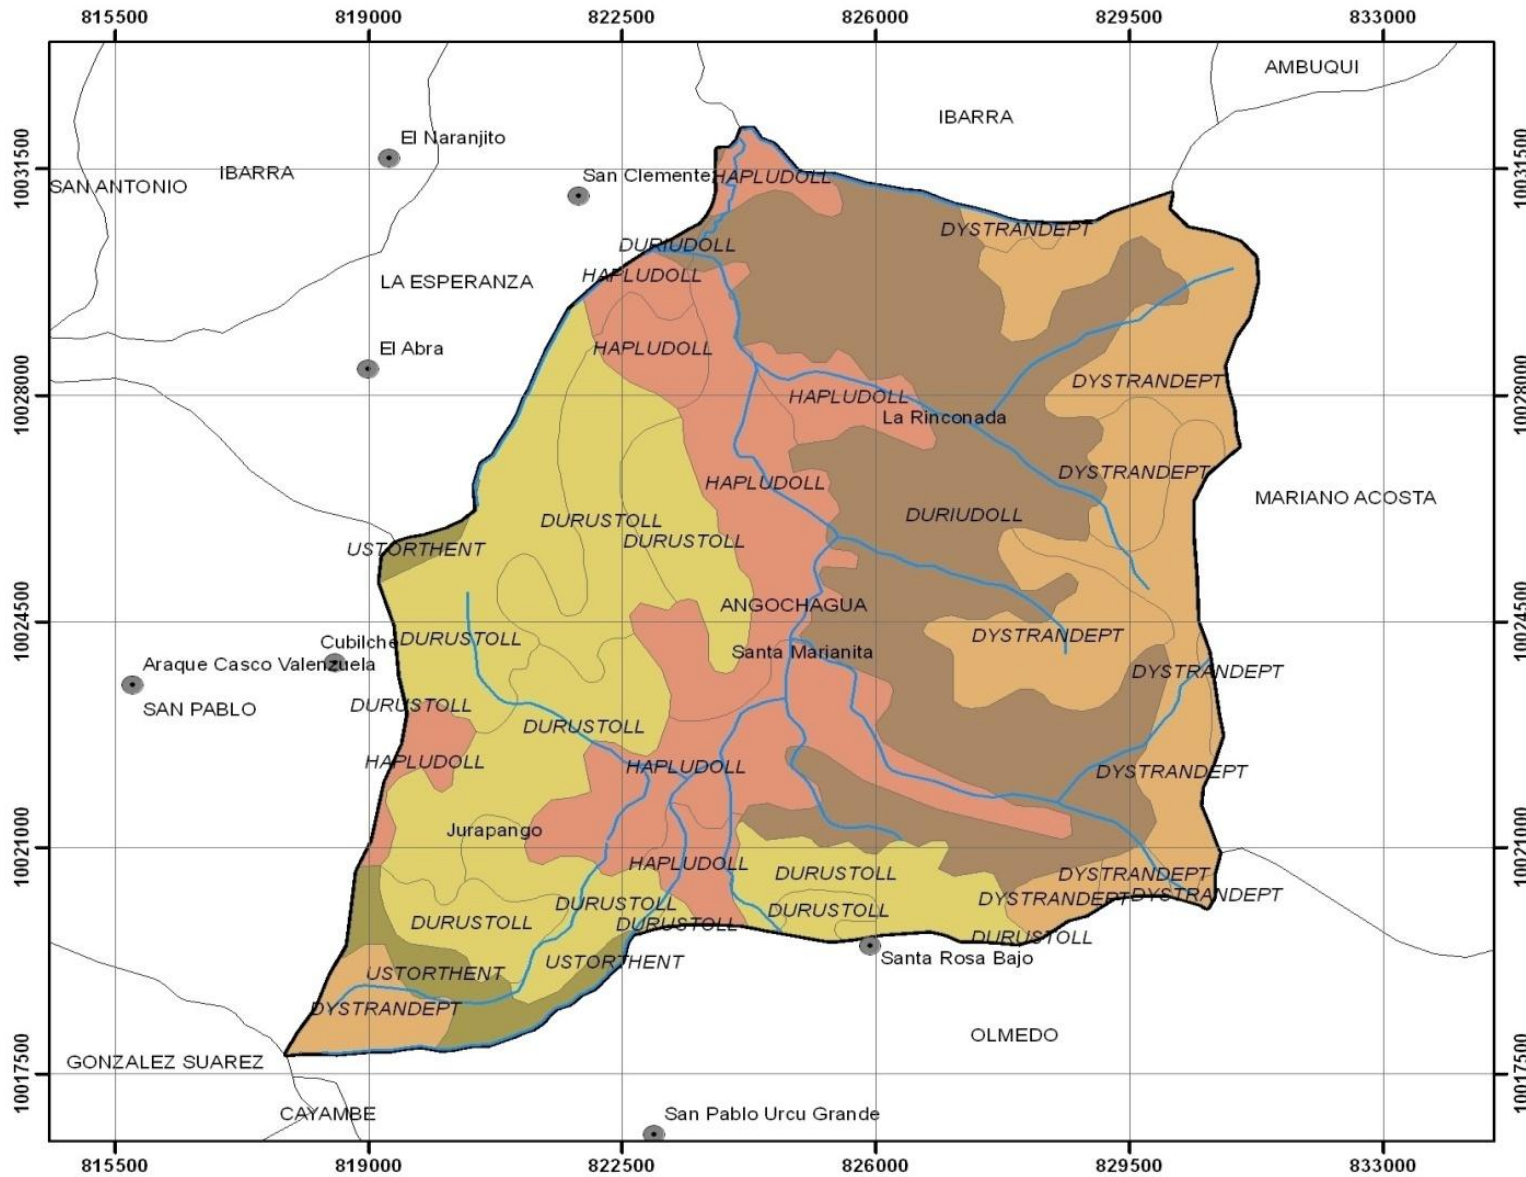 815500 819000 822500 826000 829500 833000
AMBUQUI
IBARRA
El Naranjito
10031500
10031500
IBARRA
San Clemente
HAPLUDOLL
SAN ANTONIO
DYSTRANDEPT
DURIUDOLL
HAPLUDOLL
LA ESPERANZA
El Abra
HAPLUDOLL
DYSTRANDEPT
10028000
10028000
HAPLUDOLL
La Rinconada
DYSTRANDEPT
HAPLUDOLL
MARIANO ACOSTA
DURIUDOLL
DURUSTOLL
DURUSTOLL
USTORTHENT
ANGOCHAGUA
10024500
10024500
DYSTRANDEPT
DURUSTOLL
Cubilche
Santa Marianita
Araque Casco Valenzuela
DYSTRANDEPT
DURUSTOLL
SAN PABLO
DURUSTOLL
HAPLUDOLL
HAPLUDOLL
DYSTRANDEPT
Jurapango
10021000
10021000
HAPLUDOLL
DURUSTOLL
DYSTRANDEPT
DYSTRANDEPT
DYSTRANDEPT
DURUSTOLL
DURUSTOLL
DURUSTOLL
DURUSTOLL
DURUSTOLL
Santa Rosa Bajo
USTORTHENT
USTORTHENT
DYSTRANDEPT
OLMEDO
GONZALEZ SUAREZ
10017500
10017500
CAYAMBE
San Pablo Urcu Grande
815500 819000 822500 826000 829500 833000